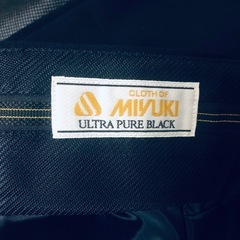 CLOTH OF
MIYUKI
ULTRA PURE BLACK